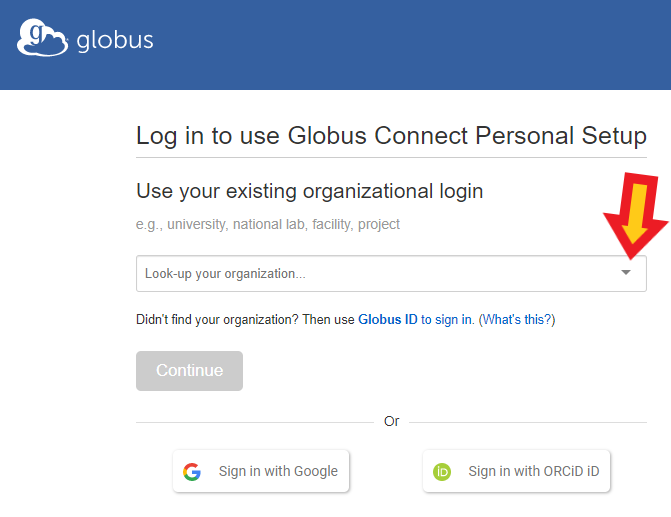 globus
Log in to use Globus Connect Personal Setup
Use your existing organizational login
e.g., university, national lab, facility, project
Look-up your organization...
Didn't find your organization? Then use Globus ID to sign in. (What's this?)
Continue
Or
Sign in with Google
iD Sign in with ORCiD iD